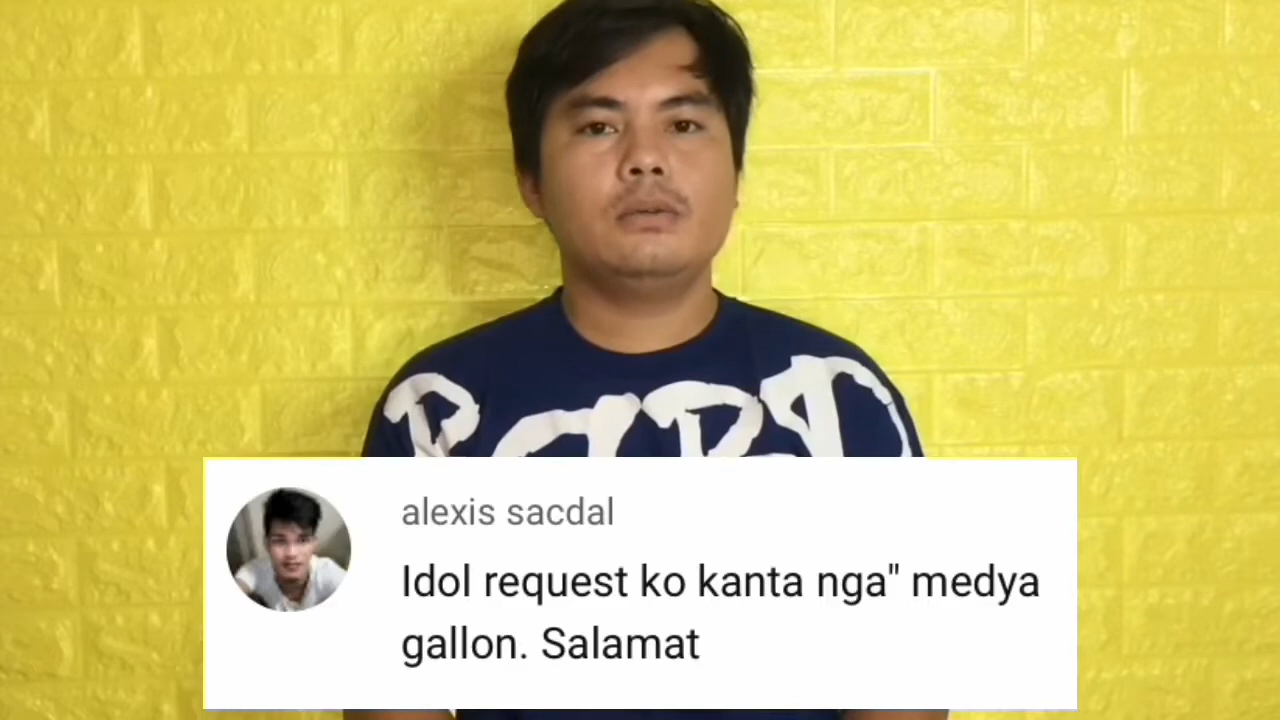 alexis sacdal
Idol request ko kanta nga" medya
gallon. Salamat